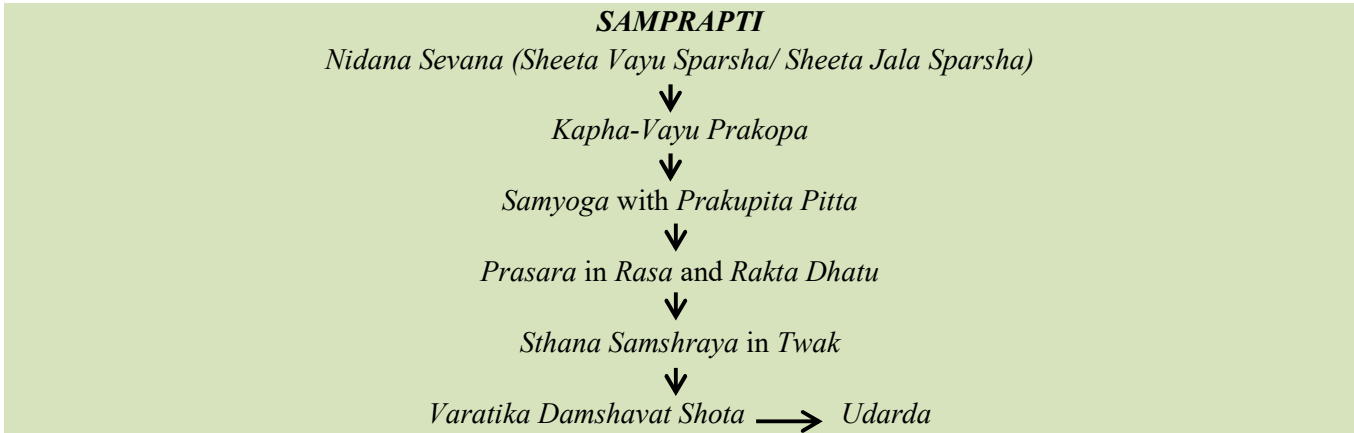 SAMPRAPTI
Nidana Sevana (Sheeta Vayu Sparsha/ Sheeta Jala Sparsha)
Kapha-Vayu Prakopa
Samyoga with Prakupita Pitta
Prasara in Rasa and Rakta Dhatu
Sthana Samshraya in Twak
Varatika Damshavat Shota Udarda